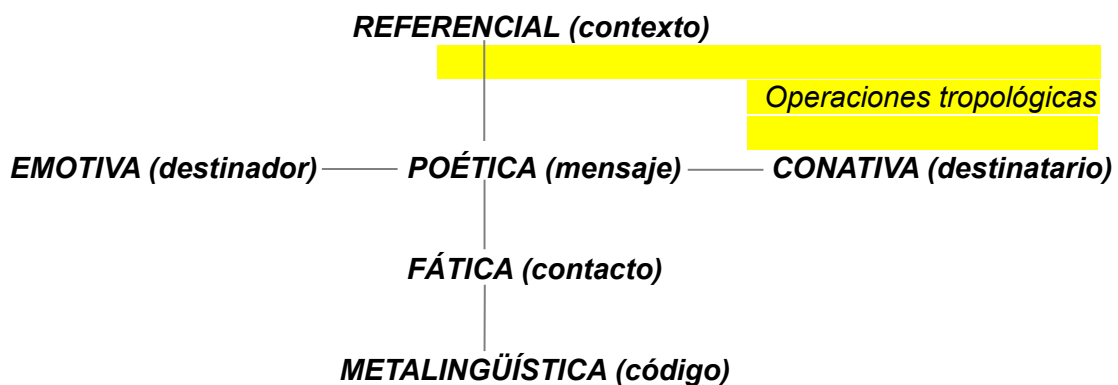 REFERENCIAL (contexto)
Operaciones tropológicas
EMOTIVA (destinador) POÉTICA (mensaje) CONATIVA (destinatario)
FÁTICA (contacto)
METALINGÜÍSTICA (código)